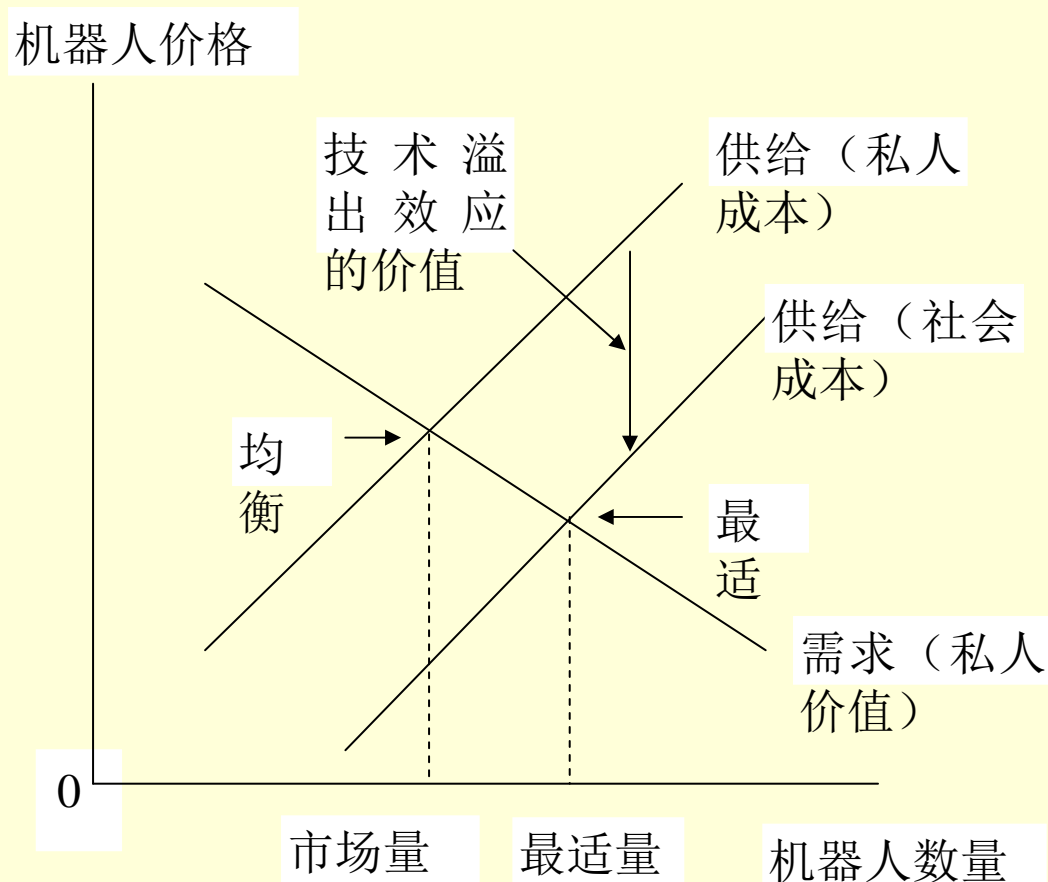 机器人价格
技 术 溢
出 效 应
的价值
供给（私人
成本）
供给（社会
成本）
均
衡
最
适
需求（私人
价值）
0
市场量
最适量
机器人数量